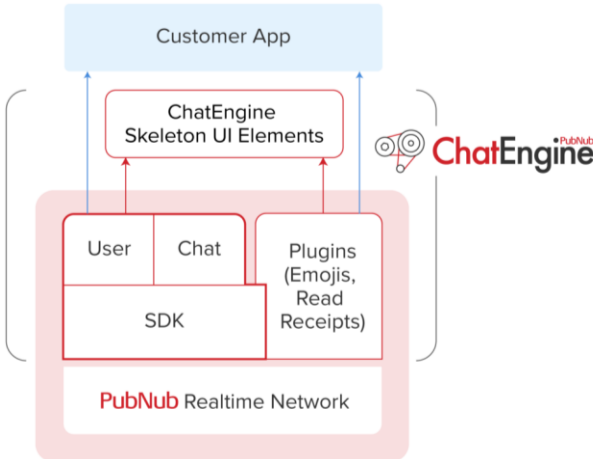 Customer App
ChatEngine
Skeleton UI Elements
PubNub
ChatEngine
User
Chat
Plugins
(Emojis,
Read
Receipts)
SDK
PubNub Realtime Network